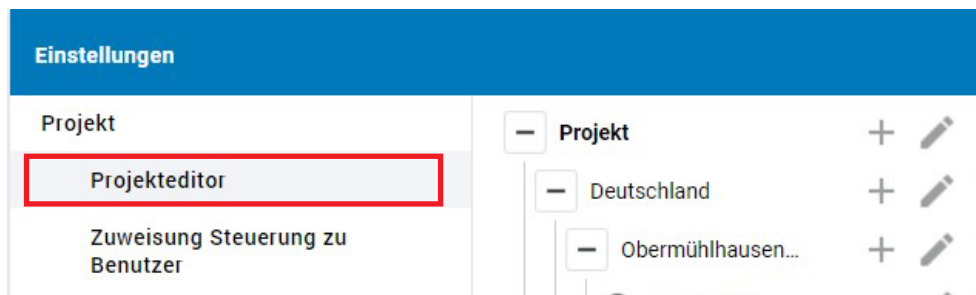 Einstellungen
Projekt
Projekteditor
Zuweisung Steuerung zu
Benutzer
Projekt
Deutschland
Obermühlhausen...